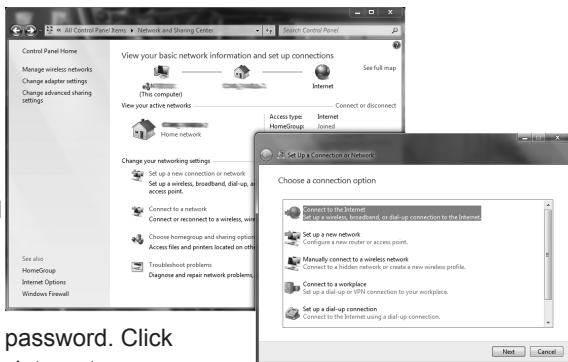 All Control Panel Items
Network and Sharing Center
Search Control Panel
Control Panel Home
Manage wireless networks
Change adapter settings
Change advanced sharing
settings
See also
HomeGroup
Internet Options
Windows Firewall
View your basic network information and set up connections
See full map
(This computer)
Internet
View your active networks
Connect or disconnect
Home network
Access type: Internet
HomeGroup: Joined
Change your networking settings
Set up a new connection or network
Set up a wireless, broadband, dial-up, a
access point.
Connect to a network
Connect or reconnect to a wireless, wire
Choose homegroup and sharing option
Access files and printers located on oth
Troubleshoot problems
Diagnose and repair network problems,
Set Up a Connection or Network
Choose a connection option
Connect to the Internet
Set up a wireless, broadband, or dial-up connection to the Internet.
Set up a new network
Configure a new router or access point.
Manually connect to a wireless network
Connect to a hidden network or create a new wireless profile.
Connect to a workplace
Set up a dial-up or VPN connection to your workplace.
Set up a dial-up connection
Connect to the Internet using a dial-up connection.
Next
Cancel
password. Click